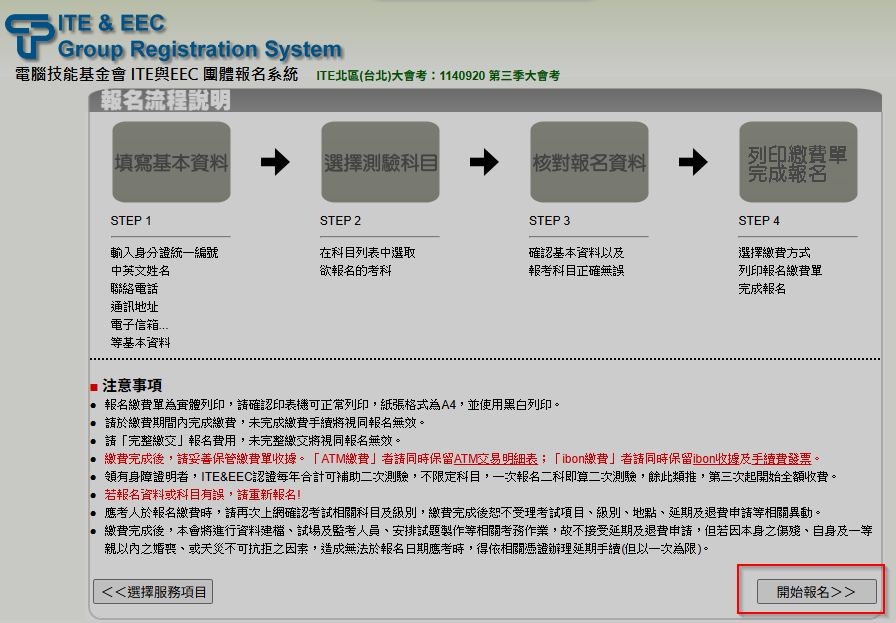 ITE & EEC
Group Registration System
電腦技能基金會 ITE與EEC 團體報名系統 ITE北區(台北)大會考：1140920 第三季大會考
報名流程說明
填寫基本資料 選擇測驗科目 核對報名資料 列印繳費單
完成報名
STEP 1 STEP 2 STEP 3 STEP 4
輸入身分證統一編號 在科目列表中選取 確認基本資料以及 選擇繳費方式
中英文姓名 欲報名的考科 報考科目正確無誤 列印報名繳費單
聯絡電話 完成報名
通訊地址
電子信箱...
等基本資料
注意事項
報名繳費單為實體列印，請確認印表機可正常列印，紙張格式為A4，並使用黑白列印。
請於繳費期間內完成繳費，未完成繳費手續將視同報名無效。
請「完整繳交」報名費用，未完整繳交將視同報名無效。
繳費完成後，請妥善保管繳費單收據。「ATM繳費」者請同時保留ATM交易明細表；「ibon繳費」者請同時保留ibon收據及手續費發票。
領有身障證明者，ITE&EEC認證每年合計可補助二次測驗，不限定科目，一次報名二科即算二次測驗，餘此類推，第三次起開始全額收費。
若報名資料或科目有誤，請重新報名!
應考人於報名繳費時，請再次上網確認考試相關科目及級別，繳費完成後恕不受理考試項目、級別、地點、延期及退費申請等相關異動。
繳費完成後，本會將進行資料建檔、試場及監考人員、安排試題製作等相關考務作業，故不接受延期及退費申請，但若因本身之傷殘、自身及一等
親以內之婚喪、或天災不可抗拒之因素，造成無法於報名日期應考時，得依相關憑證辦理延期手續(但以一次為限)。
<<選擇服務項目 開始報名>>